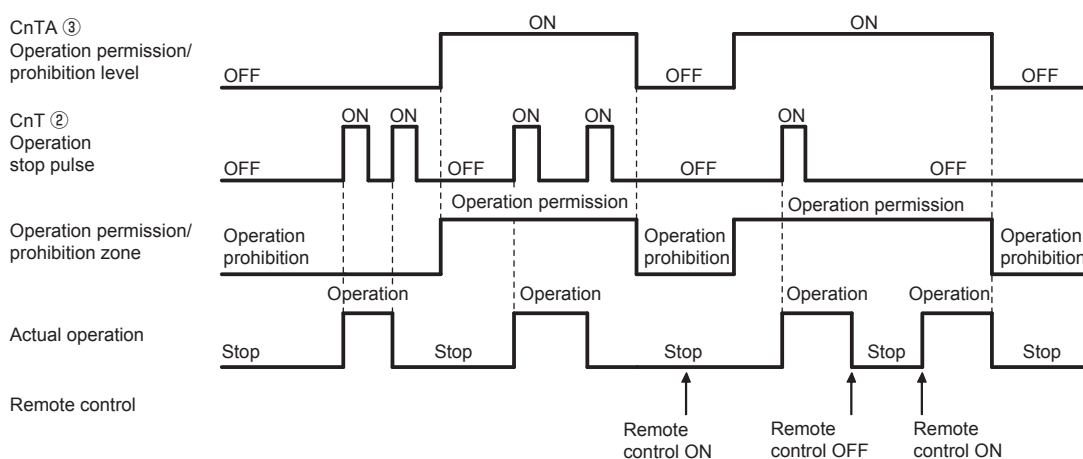 CnTA ③
Operation permission/
prohibition level
OFF
ON
OFF
ON
OFF
CnT ②
Operation
stop pulse
OFF
ON
ON
OFF
ON
ON
OFF
ON
OFF
Operation permission/
prohibition zone
Operation
prohibition
Operation permission
Operation
prohibition
Operation permission
Operation
prohibition
Actual operation
Stop
Operation
Stop
Operation
Stop
Operation
Stop
Operation
Stop
Remote control
Remote
control ON
Remote
control OFF
Remote
control ON